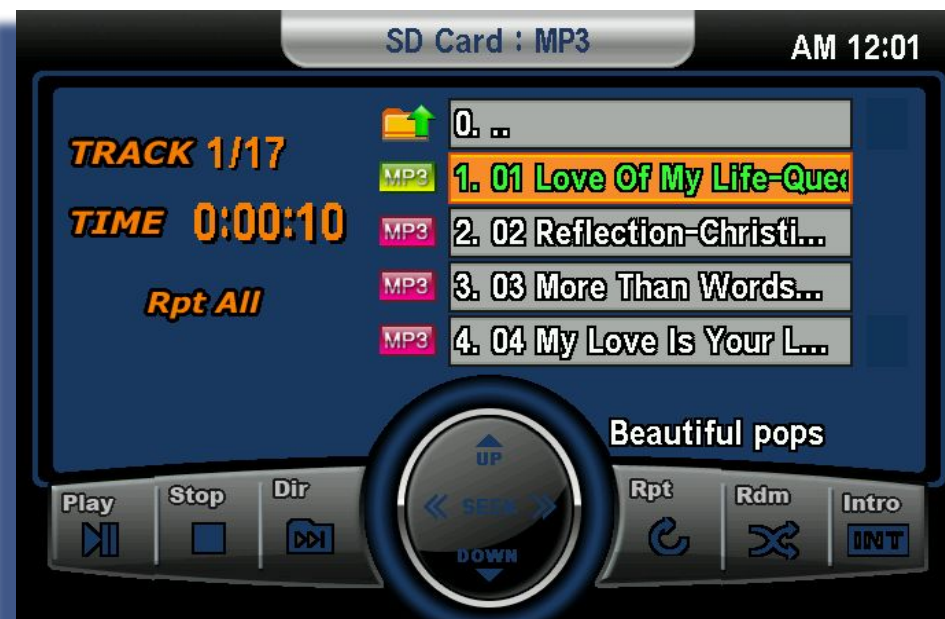 SD Card : MP3
AM 12:01
TRACK 1/17
TIME 0:00:10
Rpt All
0. ..
MP3 1. 01 Love Of My Life-Quee
MP3 2. 02 Reflection-Christi...
MP3 3. 03 More Than Words...
MP3 4. 04 My Love Is Your L...
Beautiful pops
Play
Stop
Dir
UP
SEEK
DOWN
Rpt
Rdm
Intro
INT